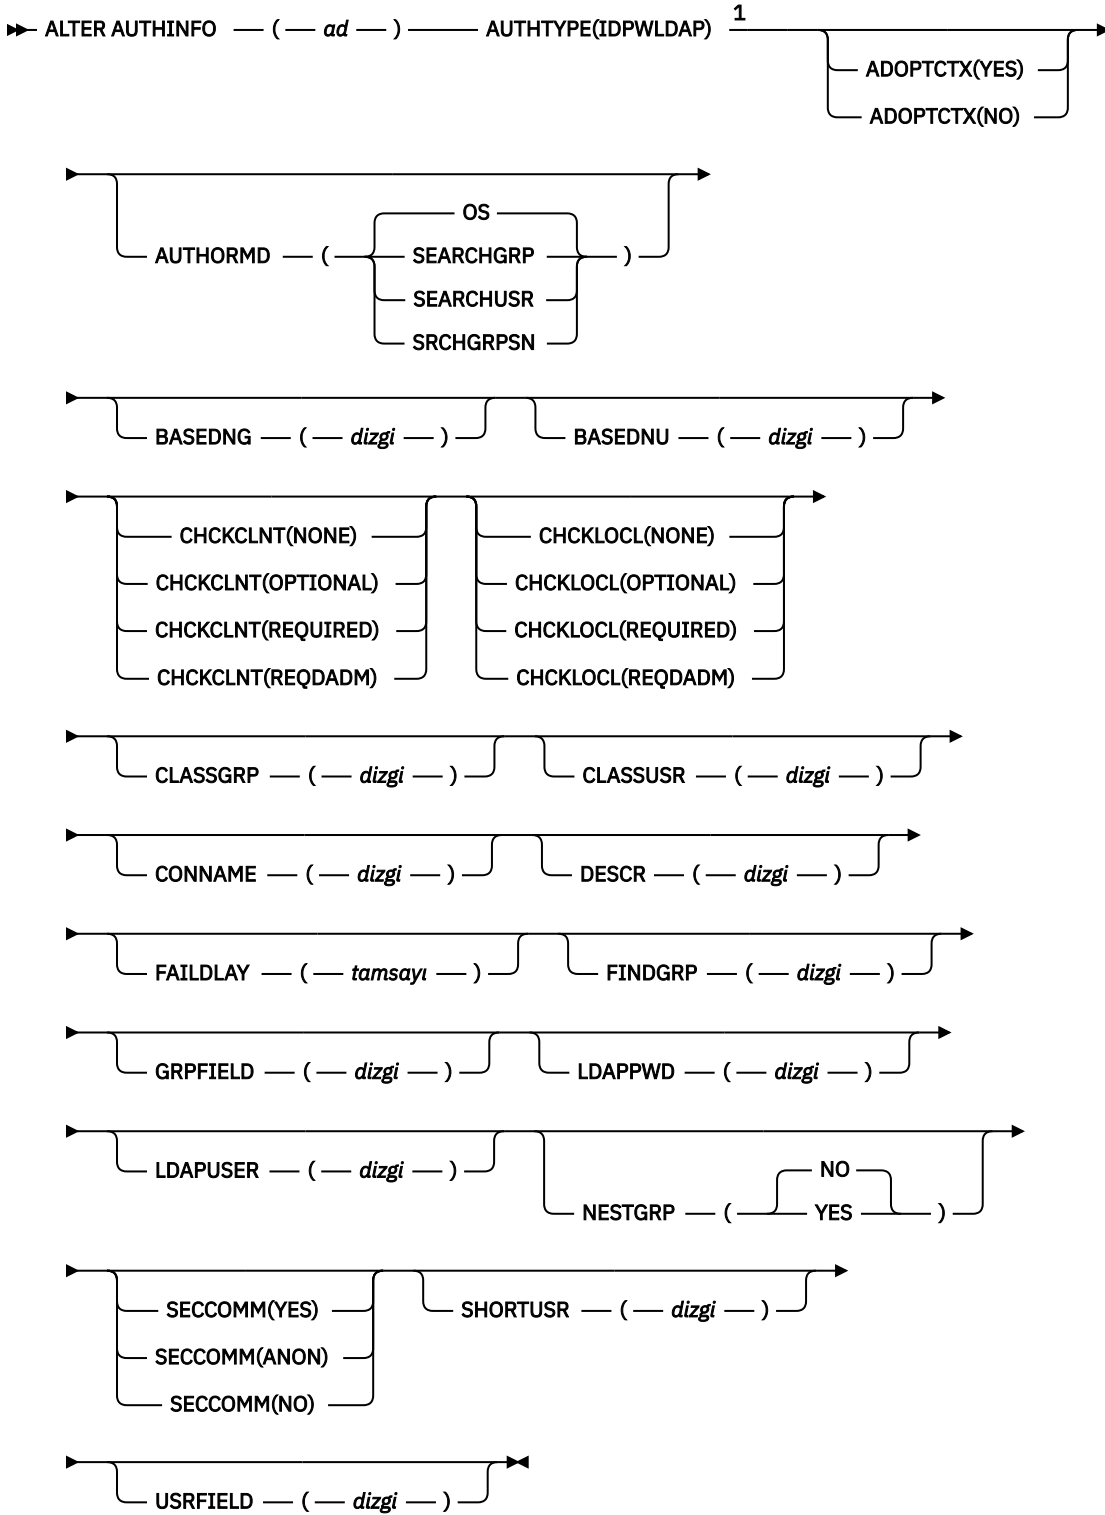 ALTER AUTHINFO ( ad ) AUTHTYPE(IDPWLDAP) 1
ADOPTCTX(YES)
ADOPTCTX(NO)
OS
AUTHORMD ( SEARCHGRP )
SEARCHUSR
SRCHGRPSN
BASEDNG ( dizgi ) BASEDNU ( dizgi )
CHCKCLNT(NONE) CHCKLOCL(NONE)
CHCKCLNT(OPTIONAL) CHCKLOCL(OPTIONAL)
CHCKCLNT(REQUIRED) CHCKLOCL(REQUIRED)
CHCKCLNT(REQDADM) CHCKLOCL(REQDADM)
CLASSGRP ( dizgi ) CLASSUSR ( dizgi )
CONNAME ( dizgi ) DESCR ( dizgi )
FAILDLAY ( tamsayı ) FINDGRP ( dizgi )
GRPFIELD ( dizgi ) LDAPPWD ( dizgi )
NO
LDAPUSER ( dizgi )
NESTGRP ( YES )
SECCOMM(YES) SHORTUSR ( dizgi )
SECCOMM(ANON)
SECCOMM(NO)
USRFIELD ( dizgi )